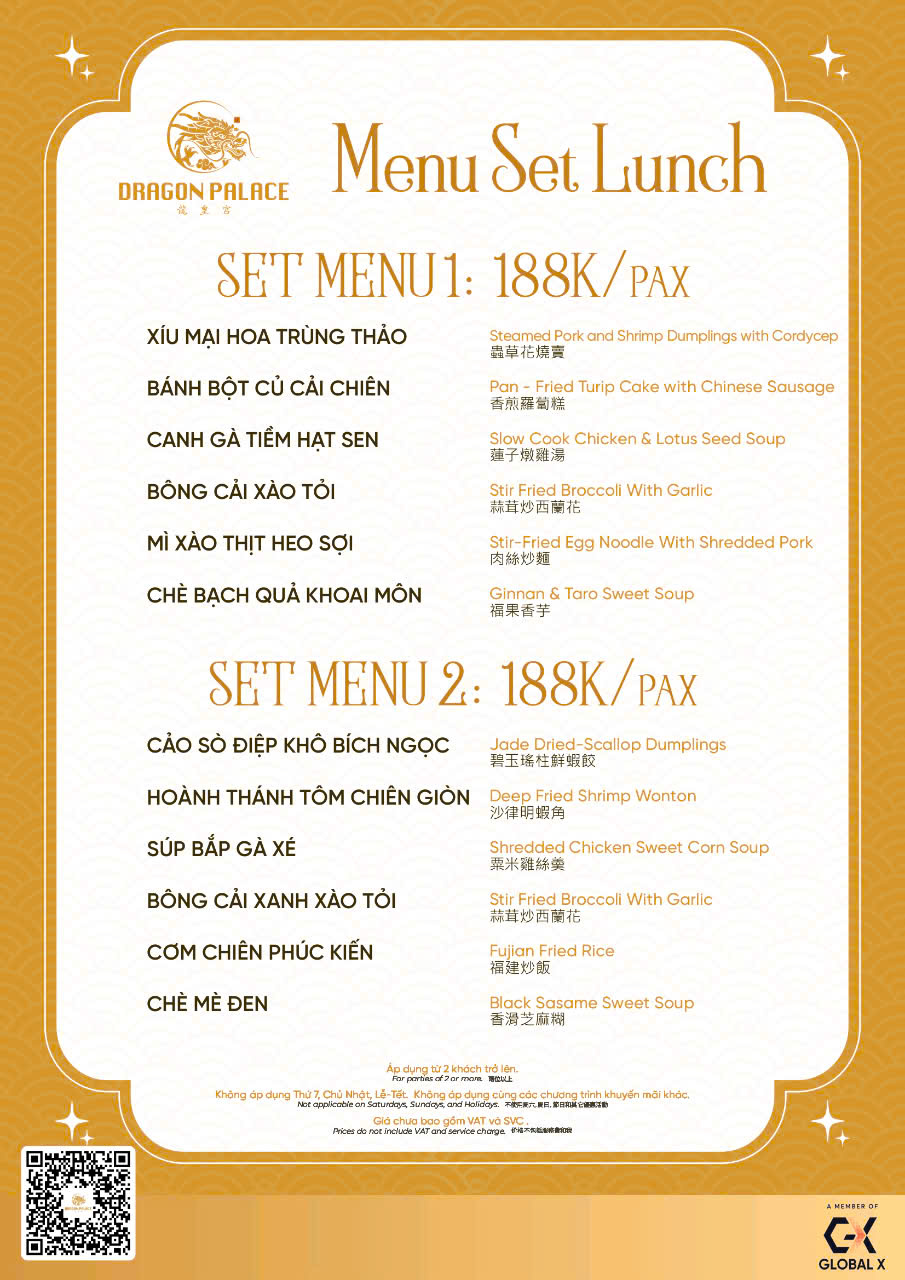 DRAGON PALACE
龍 皇 宮
Menu Set Lunch
SET MENU 1: 188K/PAX
XÍU MẠI HOA TRÙNG THẢO
Steamed Pork and Shrimp Dumplings with Cordycep
蟲草花燒賣
BÁNH BỘT CỦ CẢI CHIÊN
Pan - Fried Turip Cake with Chinese Sausage
香煎羅蔔糕
CANH GÀ TIỀM HẠT SEN
Slow Cook Chicken & Lotus Seed Soup
蓮子燉雞湯
BÔNG CẢI XÀO TỎI
Stir Fried Broccoli With Garlic
蒜茸炒西蘭花
MÌ XÀO THỊT HEO SỢI
Stir-Fried Egg Noodle With Shredded Pork
肉絲炒麵
CHÈ BẠCH QUẢ KHOAI MÔN
Ginnan & Taro Sweet Soup
福果香芋
SET MENU 2: 188K/PAX
CẢO SÒ ĐIỆP KHÔ BÍCH NGỌC
Jade Dried-Scallop Dumplings
碧玉瑤柱鮮蝦餃
HOÀNH THÁNH TÔM CHIÊN GIÒN
Deep Fried Shrimp Wonton
沙律明蝦角
SÚP BẮP GÀ XÉ
Shredded Chicken Sweet Corn Soup
粟米雞絲羹
BÔNG CẢI XANH XÀO TỎI
Stir Fried Broccoli With Garlic
蒜茸炒西蘭花
CƠM CHIÊN PHÚC KIẾN
Fujian Fried Rice
福建炒飯
CHÈ MÈ ĐEN
Black Sasame Sweet Soup
香滑芝麻糊
Áp dụng từ 2 khách trở lên.
For parties of 2 or more. 兩位以上
Không áp dụng Thứ 7, Chủ Nhật, Lễ-Tết. Không áp dụng cùng các chương trình khuyến mãi khác.
Not applicable on Saturdays, Sundays, and Holidays.
Giá chưa bao gồm VAT và SVC .
Prices do not include VAT and service charge.
DRAGON PALACE
A MEMBER OF
GX
GLOBAL X